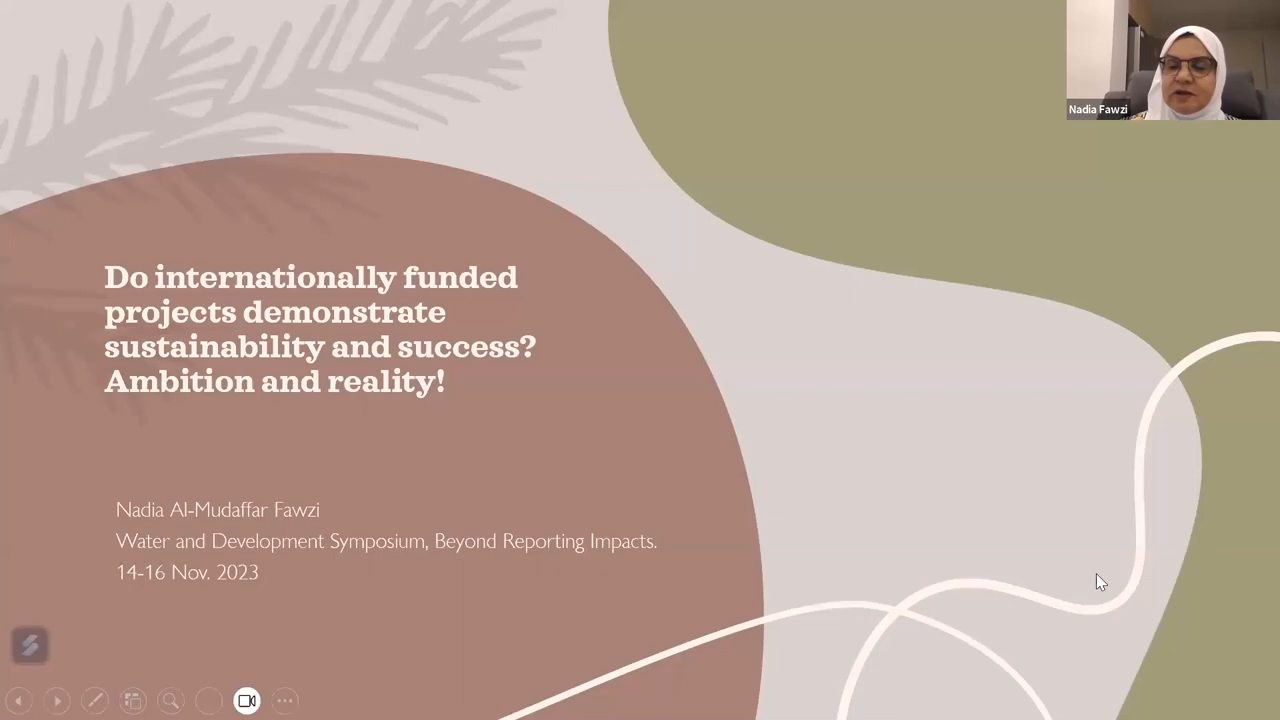 Nadia Fawzi
Do internationally funded
projects demonstrate
sustainability and success?
Ambition and reality!
Nadia Al-Mudaffar Fawzi
Water and Development Symposium, Beyond Reporting Impacts.
14-16 Nov. 2023